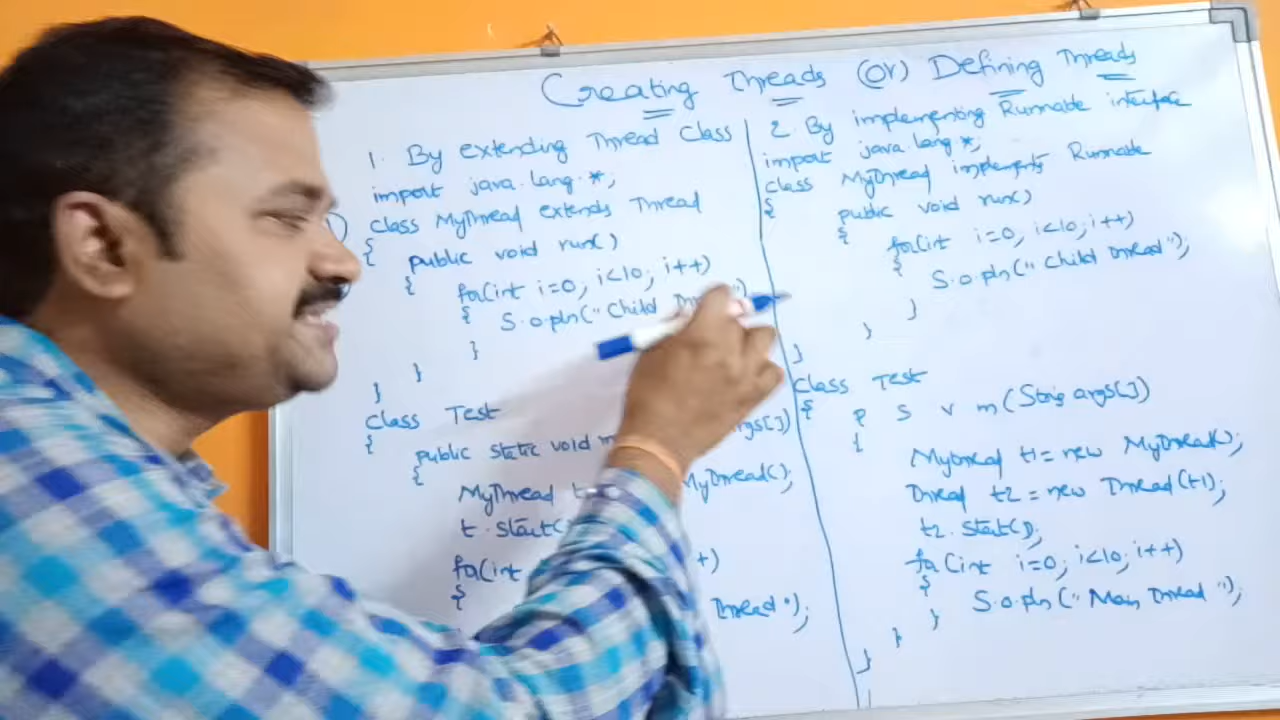 Creating Threads (or) Defining Threads
1. By extending Thread Class
import java.lang.*;
class MyThread extends Thread
{
public void run()
{
for(int i=0; i<10; i++)
{
S.o.pln("Child
}
}
}
class Test
{
public static void
{
MyThread MyThread();
t.start(
for(int
{
Thread");
2. By implementing Runnable interface
import java.lang*;
class MyThread implements Runnable
{
public void run()
{
for(int i=0; i<10; i++)
{
S.o.pln("Child thread");
}
}
}
class Test
{
p s v m(String args[])
{
MyThread t1=new MyThread();
Thread t2=new Thread(t1);
t2.start();
for(int i=0; i<10; i++)
{
S.o.pln("Main thread");
}
}
}